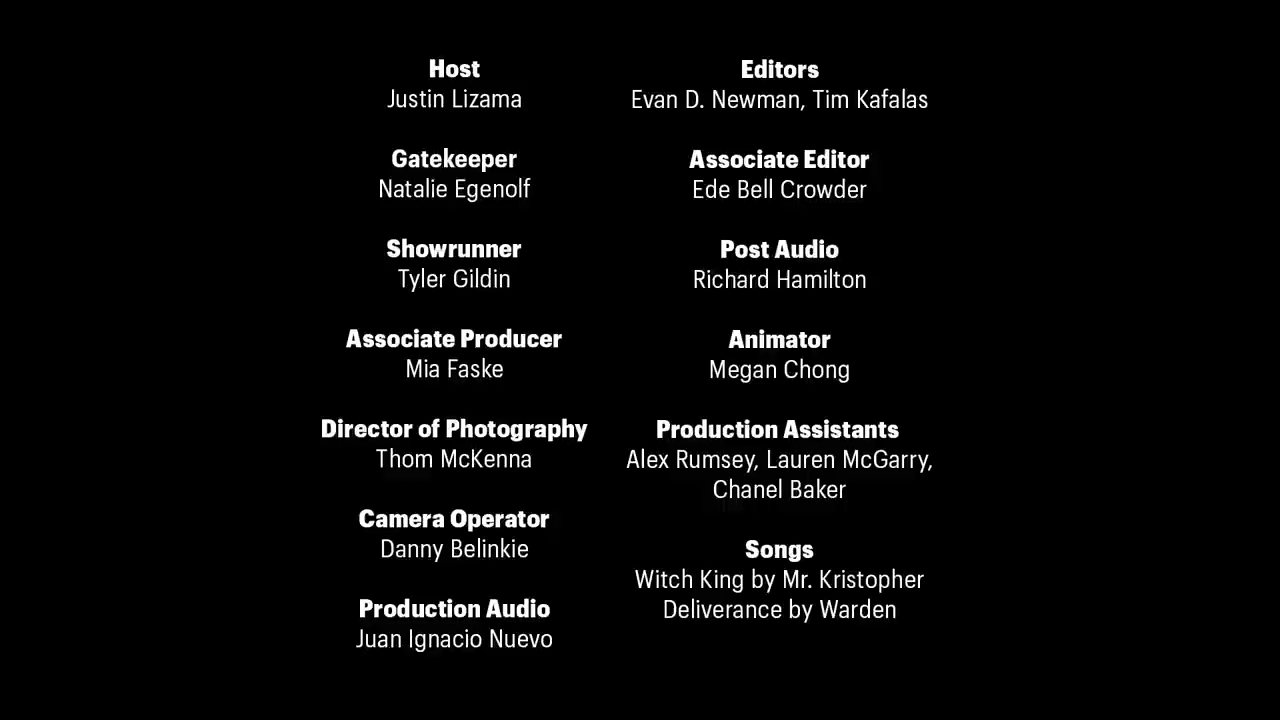 Host
Justin Lizama
Gatekeeper
Natalie Egenolf
Showrunner
Tyler Gildin
Associate Producer
Mia Faske
Director of Photography
Thom McKenna
Camera Operator
Danny Belinkie
Production Audio
Juan Ignacio Nuevo
Editors
Evan D. Newman, Tim Kafalas
Associate Editor
Ede Bell Crowder
Post Audio
Richard Hamilton
Animator
Megan Chong
Production Assistants
Alex Rumsey, Lauren McGarry,
Chanel Baker
Songs
Witch King by Mr. Kristopher
Deliverance by Warden